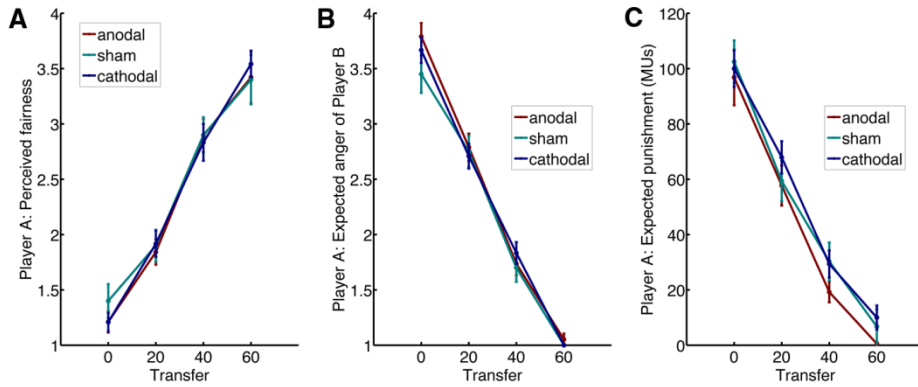 A
anodal
sham
cathodal
Player A: Perceived fairness
4
3.5
3
2.5
2
1.5
1
0 20 40 60
Transfer
B
anodal
sham
cathodal
Player A: Expected anger of Player B
4
3.5
3
2.5
2
1.5
1
0 20 40 60
Transfer
C
anodal
sham
cathodal
Player A: Expected punishment (MUs)
120
100
80
60
40
20
0
0 20 40 60
Transfer